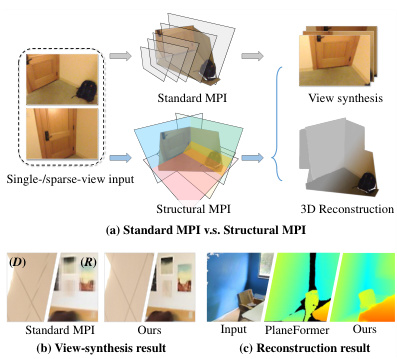 Standard MPI
View synthesis
Single-/sparse-view input
Structural MPI
3D Reconstruction
(a) Standard MPI v.s. Structural MPI
(D)
(R)
Standard MPI
Ours
Input
PlaneFormer
Ours
(b) View-synthesis result
(c) Reconstruction result